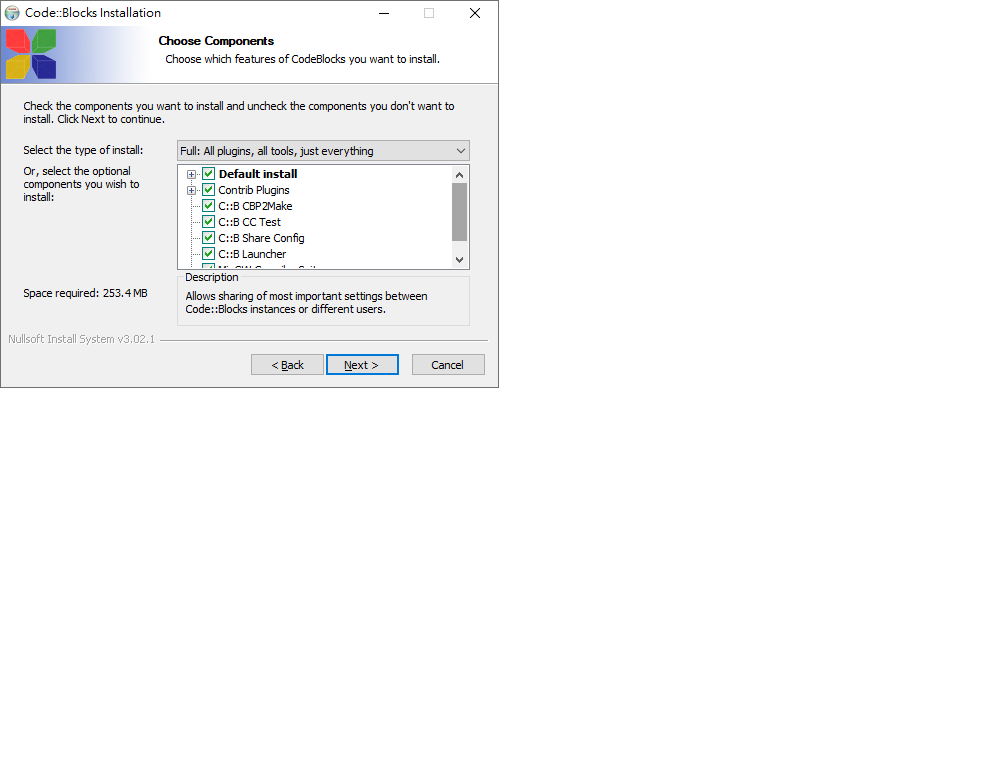 Code::Blocks Installation
Choose Components
Choose which features of CodeBlocks you want to install.
Check the components you want to install and uncheck the components you don't want to
install. Click Next to continue.
Select the type of install:
Full: All plugins, all tools, just everything
Or, select the optional
components you wish to
install:
Default install
Contrib Plugins
C::B CBP2Make
C::B CC Test
C::B Share Config
C::B Launcher
Space required: 253.4 MB
Description
Allows sharing of most important settings between
Code::Blocks instances or different users.
Nullsoft Install System v3.02.1
< Back
Next >
Cancel